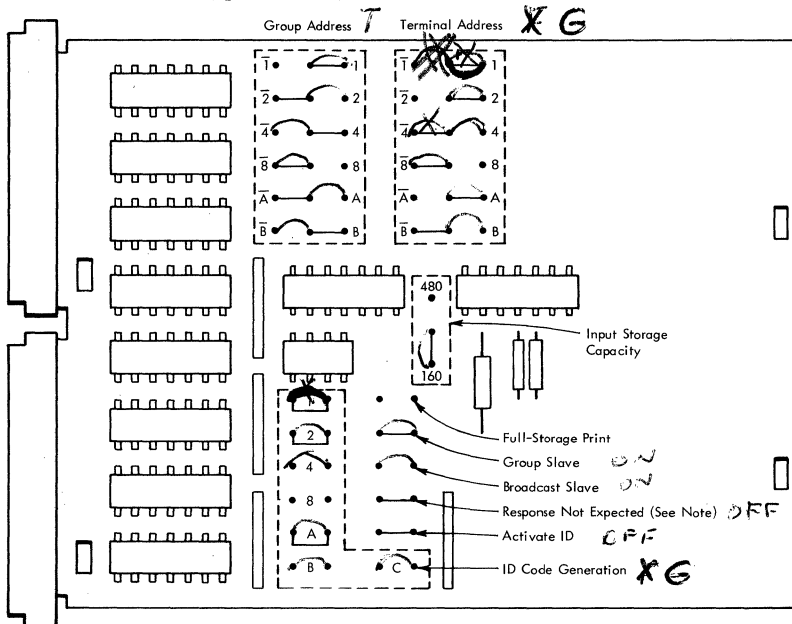 Group Address T Terminal Address X G
1̅ 1 1̅ 1
2̅ 2 2̅ 2
4̅ 4 4̅ 4
8̅ 8 8̅ 8
A̅ A A̅ A
B̅ B B̅ B
480
Input Storage
Capacity
160
1
Full-Storage Print
2
Group Slave ON
4
Broadcast Slave ON
8
Response Not Expected (See Note) OFF
A
Activate ID OFF
B C
ID Code Generation X G